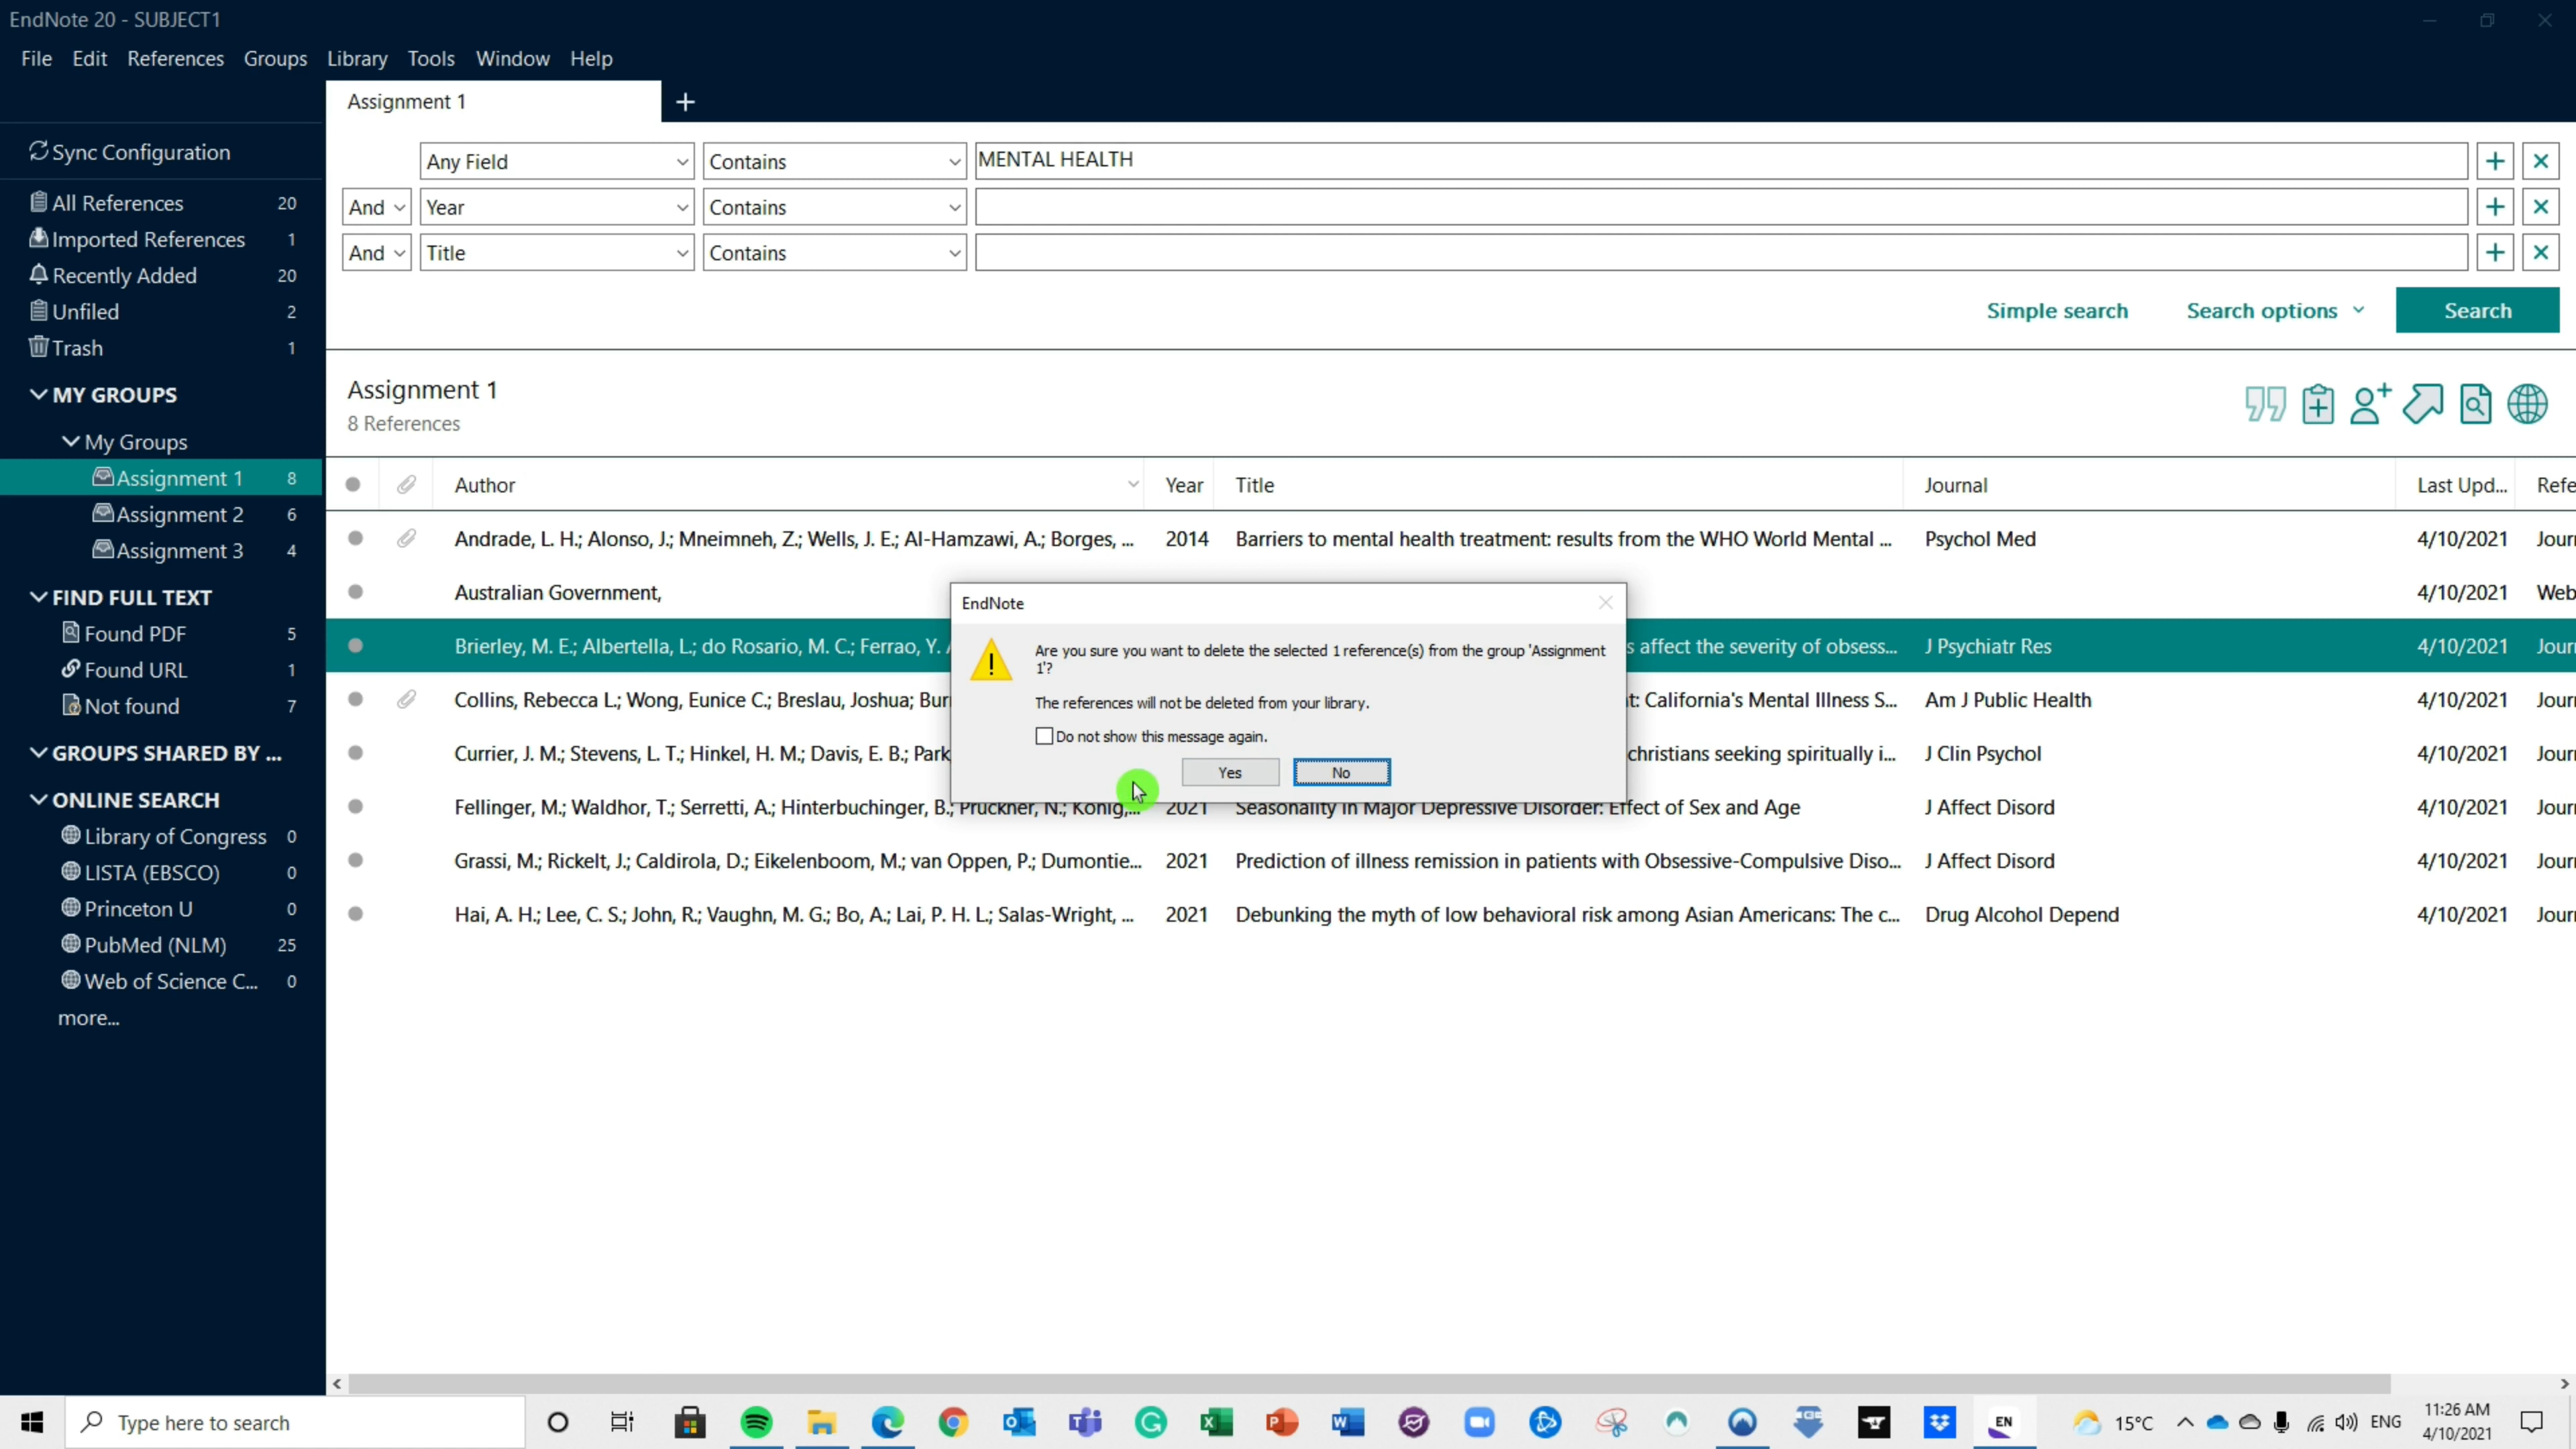 EndNote 20 - SUBJECT1
File Edit References Groups Library Tools Window Help
Assignment 1
Sync Configuration
All References 20
Imported References 1
Recently Added 20
Unfiled 2
Trash 1
MY GROUPS
My Groups
Assignment 1 8
Assignment 2 6
Assignment 3 4
FIND FULL TEXT
Found PDF 5
Found URL 1
Not found 7
GROUPS SHARED BY ...
ONLINE SEARCH
Library of Congress 0
LISTA (EBSCO) 0
Princeton U 0
PubMed (NLM) 25
Web of Science C... 0
more...
Any Field Contains MENTAL HEALTH
And Year Contains
And Title Contains
Simple search Search options Search
Assignment 1
8 References
Author Year Title Journal Last Upd... Refe
Andrade, L. H.; Alonso, J.; Mneimneh, Z.; Wells, J. E.; Al-Hamzawi, A.; Borges, ... 2014 Barriers to mental health treatment: results from the WHO World Mental ... Psychol Med 4/10/2021 Jour
Australian Government, 4/10/2021 Web
Brierley, M. E.; Albertella, L.; do Rosario, M. C.; Ferrao, Y. s affect the severity of obsess... J Psychiatr Res 4/10/2021 Jour
Collins, Rebecca L.; Wong, Eunice C.; Breslau, Joshua; Bur t: California's Mental Illness S... Am J Public Health 4/10/2021 Jour
Currier, J. M.; Stevens, L. T.; Hinkel, H. M.; Davis, E. B.; Park christians seeking spiritually i... J Clin Psychol 4/10/2021 Jour
Fellinger, M.; Waldhor, T.; Serretti, A.; Hinterbuchinger, B.; Pruckner, N.; Konig,... 2021 Seasonality in Major Depressive Disorder: Effect of Sex and Age J Affect Disord 4/10/2021 Jour
Grassi, M.; Rickelt, J.; Caldirola, D.; Eikelenboom, M.; van Oppen, P.; Dumontie... 2021 Prediction of illness remission in patients with Obsessive-Compulsive Diso... J Affect Disord 4/10/2021 Jour
Hai, A. H.; Lee, C. S.; John, R.; Vaughn, M. G.; Bo, A.; Lai, P. H. L.; Salas-Wright, ... 2021 Debunking the myth of low behavioral risk among Asian Americans: The c... Drug Alcohol Depend 4/10/2021 Jour
EndNote
Are you sure you want to delete the selected 1 reference(s) from the group 'Assignment
1'?
The references will not be deleted from your library.
Do not show this message again.
Yes No
Type here to search
EN
15°C
ENG
11:26 AM
4/10/2021